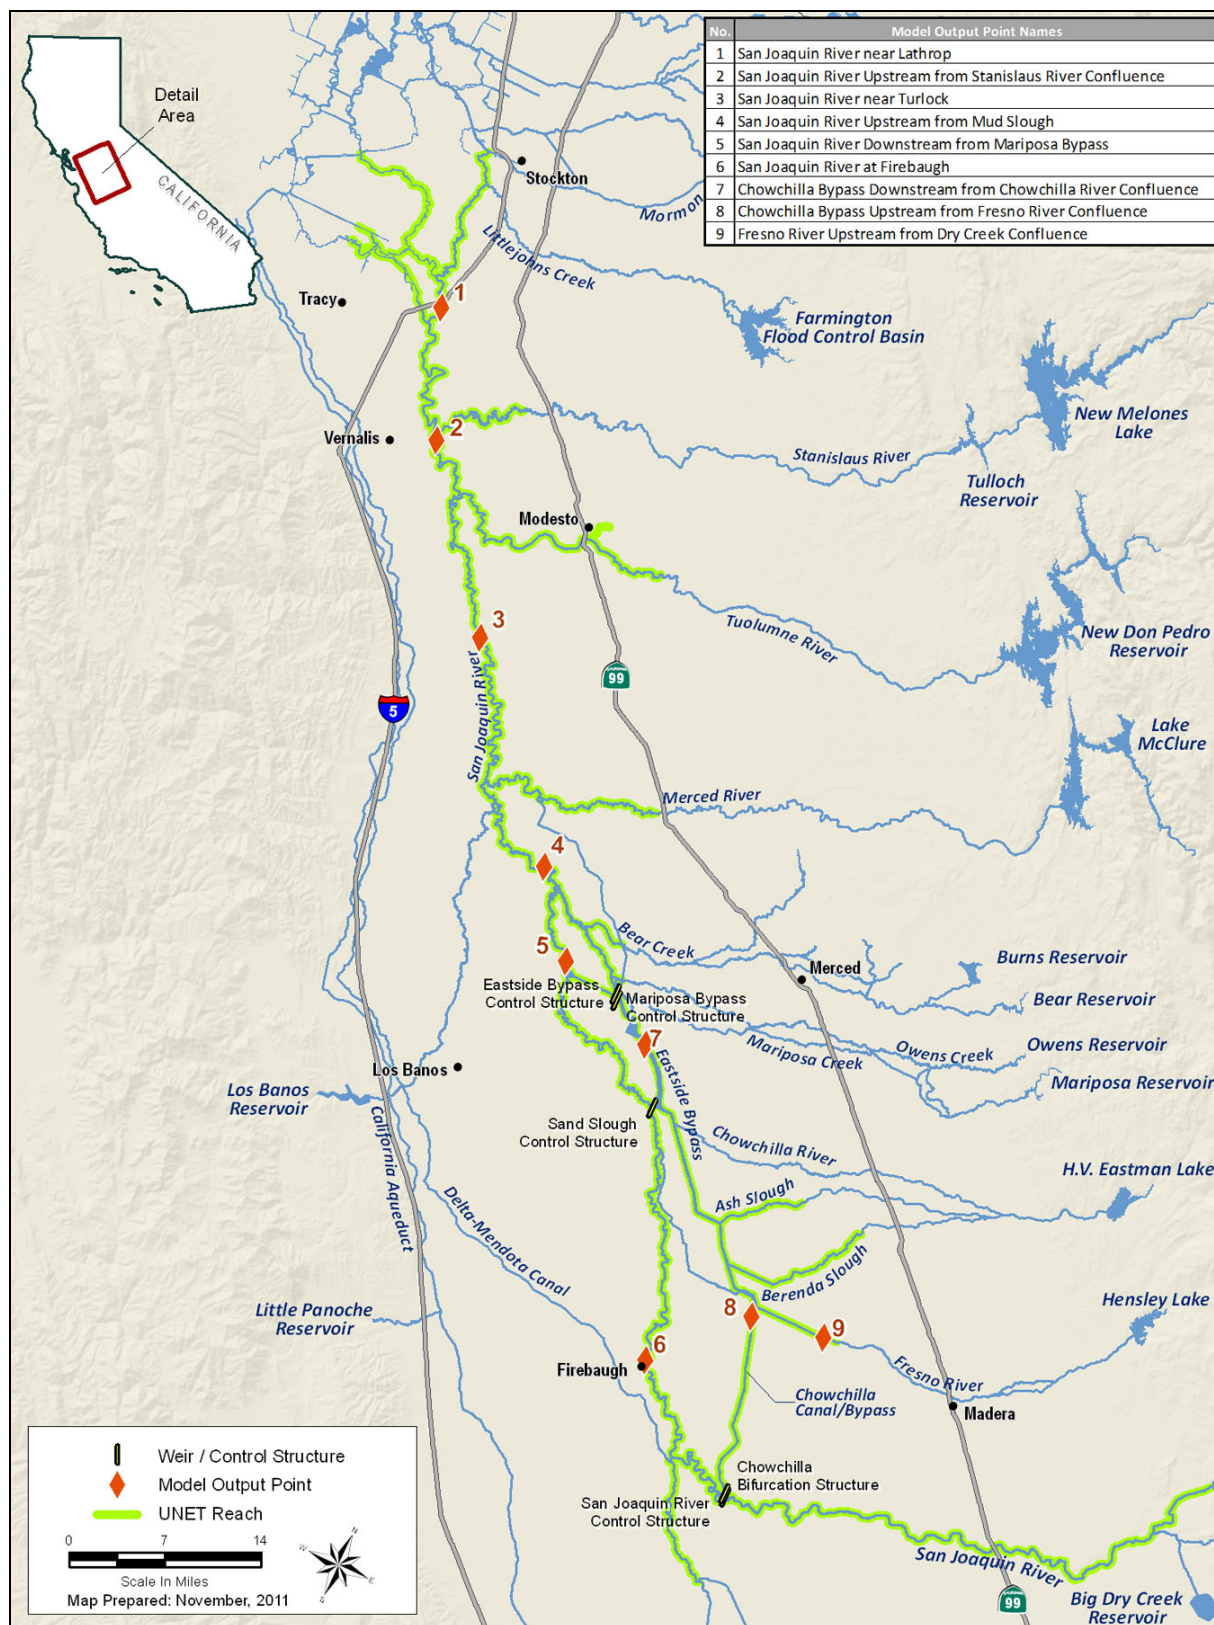 No. Model Output Point Names
1 San Joaquin River near Lathrop
2 San Joaquin River Upstream from Stanislaus River Confluence
3 San Joaquin River near Turlock
4 San Joaquin River Upstream from Mud Slough
5 San Joaquin River Downstream from Mariposa Bypass
6 San Joaquin River at Firebaugh
7 Chowchilla Bypass Downstream from Chowchilla River Confluence
8 Chowchilla Bypass Upstream from Fresno River Confluence
9 Fresno River Upstream from Dry Creek Confluence
Detail
Area
CALIFORNIA
Stockton
Mormon
Littlejohns Creek
Tracy
1
Farmington
Flood Control Basin
New Melones
Lake
Vernalis
2
Stanislaus River
Tulloch
Reservoir
Modesto
3
Tuolumne River
New Don Pedro
Reservoir
99
5
San Joaquin River
Lake
McClure
Merced River
4
Bear Creek
5
Merced
Burns Reservoir
Eastside Bypass
Control Structure
Mariposa Bypass
Control Structure
Bear Reservoir
7
Mariposa Creek
Owens Creek
Owens Reservoir
Mariposa Reservoir
Los Banos
Los Banos
Reservoir
California Aqueduct
Eastside Bypass
Sand Slough
Control Structure
Chowchilla River
H.V. Eastman Lake
Ash Slough
Delta-Mendota Canal
Berenda Slough
Little Panoche
Reservoir
8
9
Hensley Lake
6
Firebaugh
Fresno River
Chowchilla
Canal/Bypass
Madera
Chowchilla
Bifurcation Structure
San Joaquin River
Control Structure
San Joaquin River
99
Big Dry Creek
Reservoir
Weir / Control Structure
Model Output Point
UNET Reach
0 7 14
Scale In Miles
N
W
E
S
Map Prepared: November, 2011